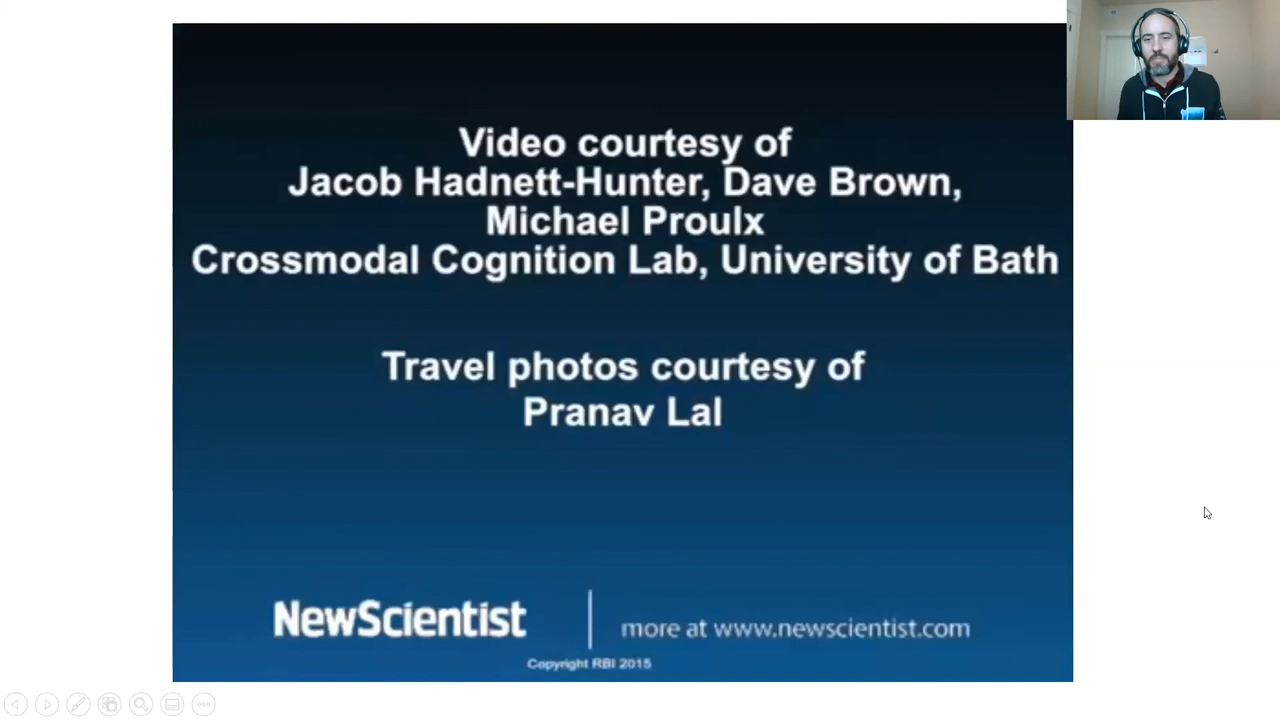 Video courtesy of
Jacob Hadnett-Hunter, Dave Brown,
Michael Proulx
Crossmodal Cognition Lab, University of Bath
Travel photos courtesy of
Pranav Lal
NewScientist
more at www.newscientist.com
Copyright RBI 2015